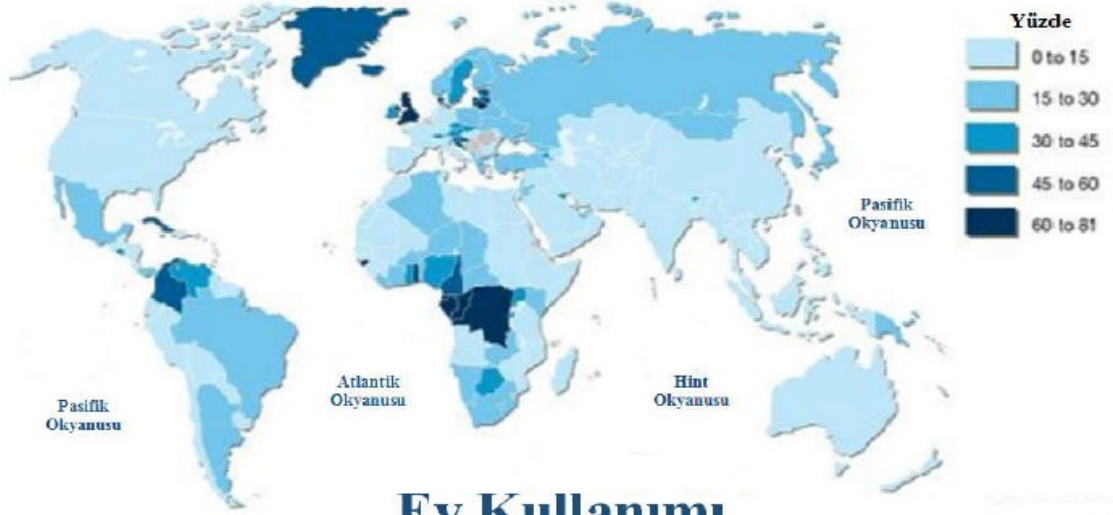 Yüzde
0 to 15
15 to 30
30 to 45
45 to 60
60 to 81
Pasifik
Okyanusu
Atlantik
Okyanusu
Hint
Okyanusu
Pasifik
Okyanusu
Ev Kullanımı